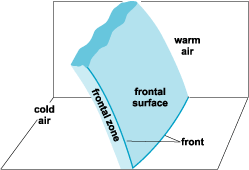 warm
air
frontal
surface
cold
air
frontal zone
front